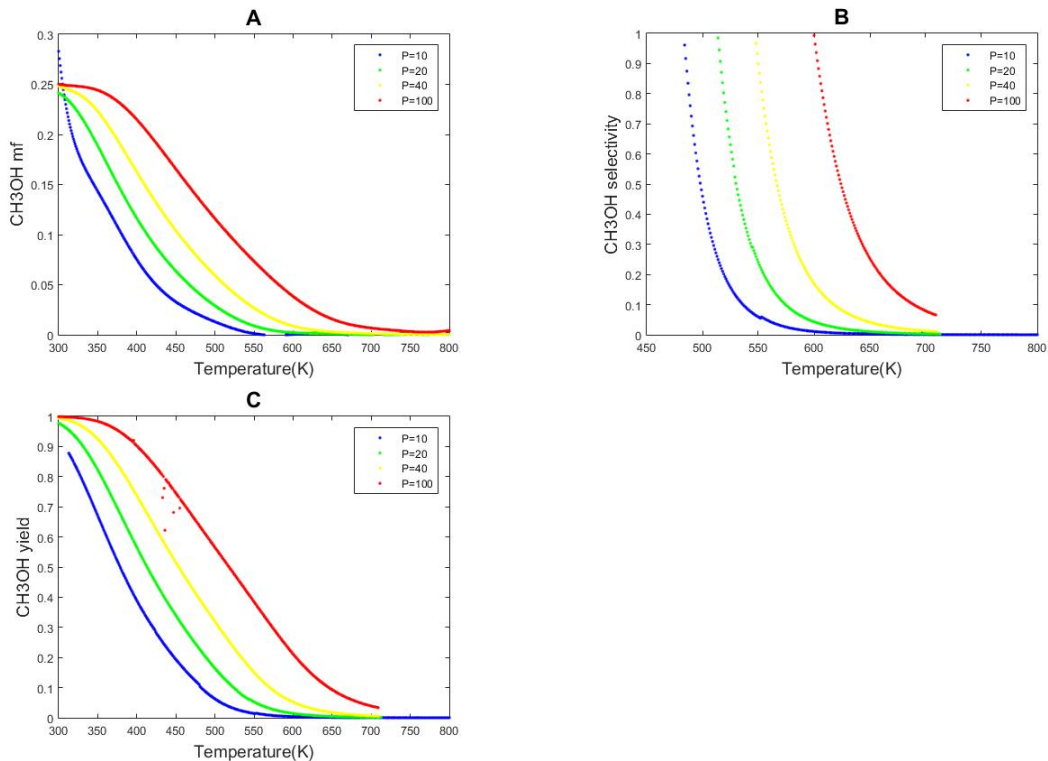 A
CH3OH mf
0.3
0.25
0.2
0.15
0.1
0.05
0
300 350 400 450 500 550 600 650 700 750 800
Temperature(K)
P=10
P=20
P=40
P=100
B
CH3OH selectivity
1
0.9
0.8
0.7
0.6
0.5
0.4
0.3
0.2
0.1
0
450 500 550 600 650 700 750 800
Temperature(K)
P=10
P=20
P=40
P=100
C
CH3OH yield
1
0.9
0.8
0.7
0.6
0.5
0.4
0.3
0.2
0.1
0
300 350 400 450 500 550 600 650 700 750 800
Temperature(K)
P=10
P=20
P=40
P=100